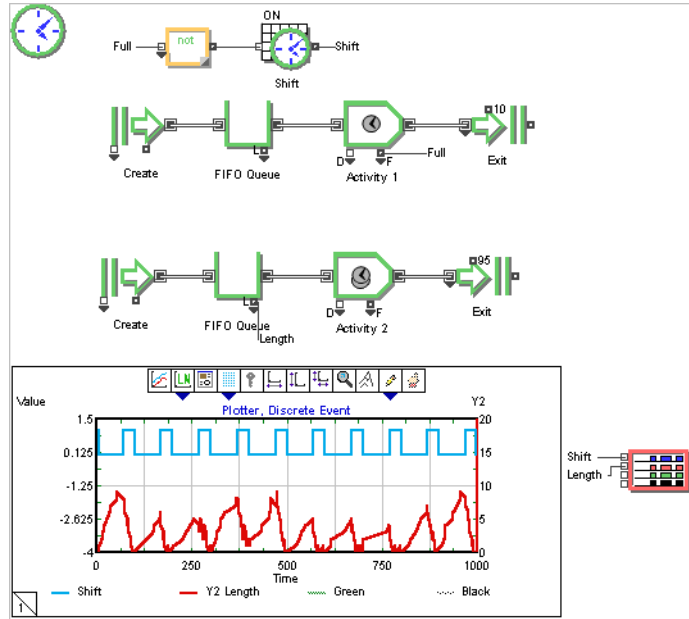 ON
Full
not
Shift
Shift
10
L
D
F
Full
Create
FIFO Queue
Activity 1
Exit
95
L
D
F
Create
FIFO Queue
Length
Activity 2
Exit
LN
Value
Plotter, Discrete Event
Y2
1.5
20
0.125
15
-1.25
10
-2.625
5
-4
0
0
250
500
750
1000
Time
Shift
Y2 Length
Green
Black
1
Shift
Length